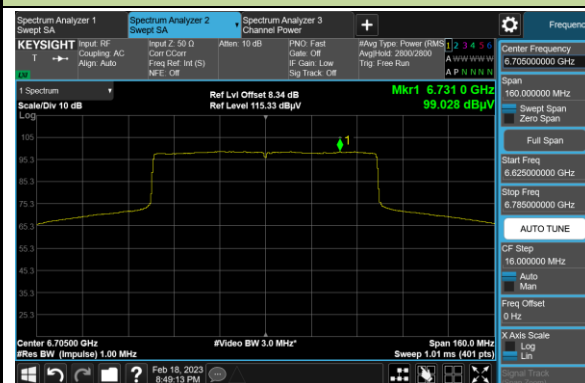 Spectrum Analyzer 1
Swept SA
Spectrum Analyzer 2
Swept SA
Spectrum Analyzer 3
Channel Power
Frequenc
KEYSIGHT
Input: RF
Coupling: AC
Align: Auto
Input Z: 50 Ω
Corr CCorr
Freq Ref: Int (S)
NFE: Off
Atten: 10 dB
PNO: Fast
Gate: Off
IF Gain: Low
Sig Track: Off
#Avg Type: Power (RMS
Avg|Hold: 2800/2800
Trig: Free Run
1 2 3 4 5 6
A W W W W W
A P N N N N
1 Spectrum
Scale/Div 10 dB
Log
Ref Lvl Offset 8.34 dB
Ref Level 115.33 dBµV
Mkr1 6.731 0 GHz
99.028 dBµV
1
105
95.3
85.3
75.3
65.3
55.3
45.3
35.3
25.3
Center 6.70500 GHz
#Res BW (Impulse) 1.00 MHz
#Video BW 3.0 MHz*
Span 160.0 MHz
Sweep 1.01 ms (401 pts)
Center Frequency
6.705000000 GHz
Span
160.000000 MHz
Swept Span
Zero Span
Full Span
Start Freq
6.625000000 GHz
Stop Freq
6.785000000 GHz
AUTO TUNE
CF Step
16.000000 MHz
Auto
Man
Freq Offset
0 Hz
X Axis Scale
Log
Lin
Signal Track
Feb 18, 2023
8:49:13 PM